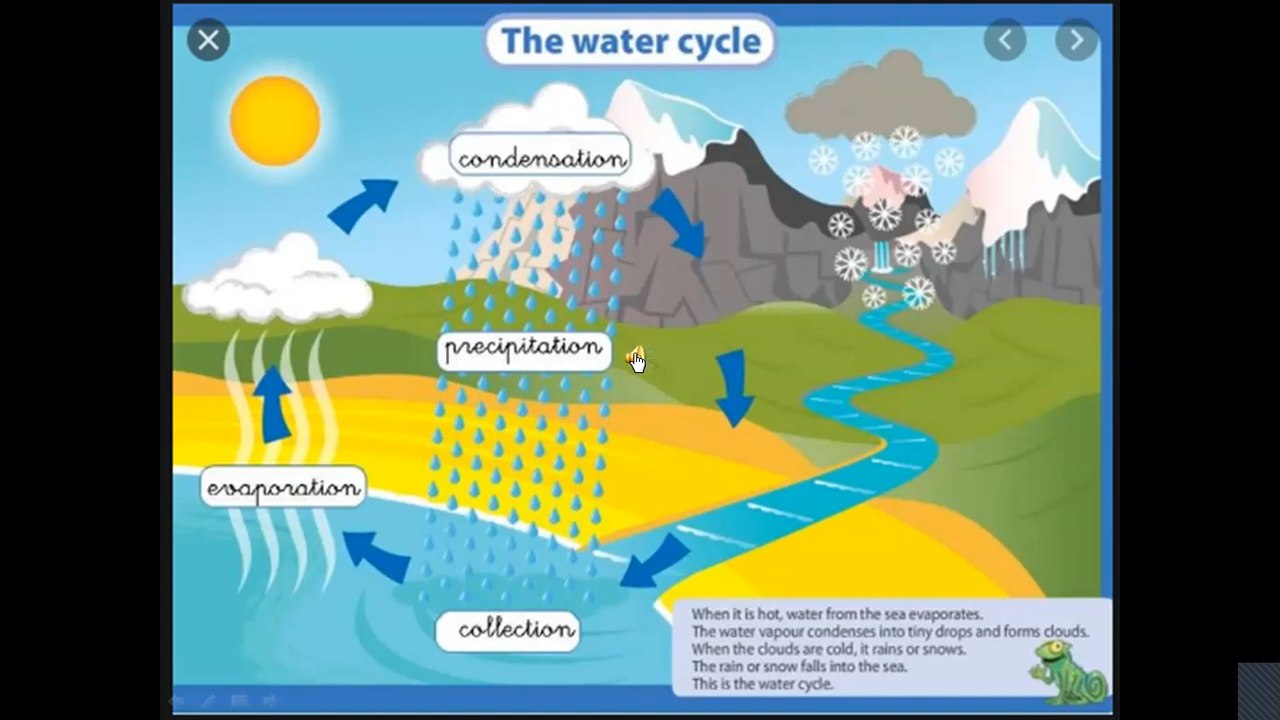 The water cycle
condensation
precipitation
evaporation
collection
When it is hot, water from the sea evaporates.
The water vapour condenses into tiny drops and forms clouds.
When the clouds are cold, it rains or snows.
The rain or snow falls into the sea.
This is the water cycle.